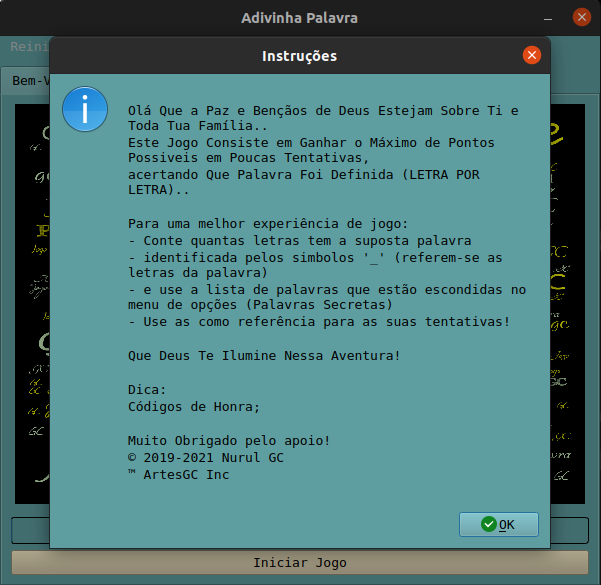 Adivinha Palavra
Reini
Instruções
Bem-V
Olá Que a Paz e Bençãos de Deus Estejam Sobre Ti e
Toda Tua Família..
Este Jogo Consiste em Ganhar o Máximo de Pontos
Possiveis em Poucas Tentativas,
acertando Que Palavra Foi Definida (LETRA POR
LETRA)..
Para uma melhor experiência de jogo:
- Conte quantas letras tem a suposta palavra
- identificada pelos simbolos '_' (referem-se as
letras da palavra)
- e use a lista de palavras que estão escondidas no
menu de opções (Palavras Secretas)
- Use as como referência para as suas tentativas!
Que Deus Te Ilumine Nessa Aventura!
Dica:
Códigos de Honra;
Muito Obrigado pelo apoio!
© 2019-2021 Nurul GC
™ ArtesGC Inc
OK
Iniciar Jogo